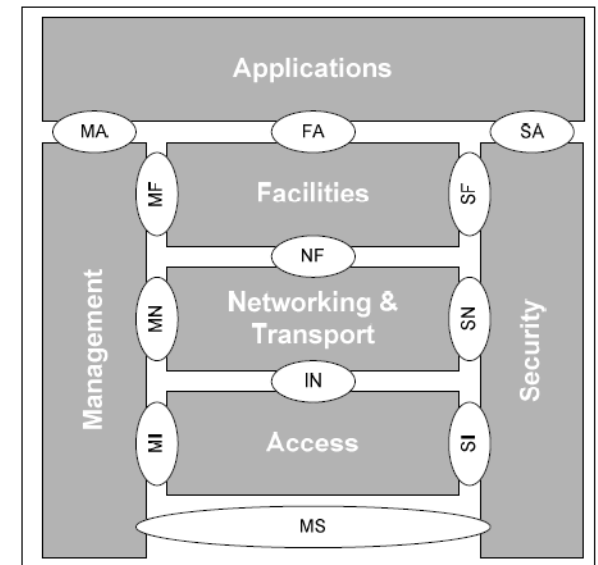 Applications
MA
FA
SA
MF
Facilities
SF
NF
Management
MN
Networking &
Transport
SN
Security
IN
MI
Access
SI
MS